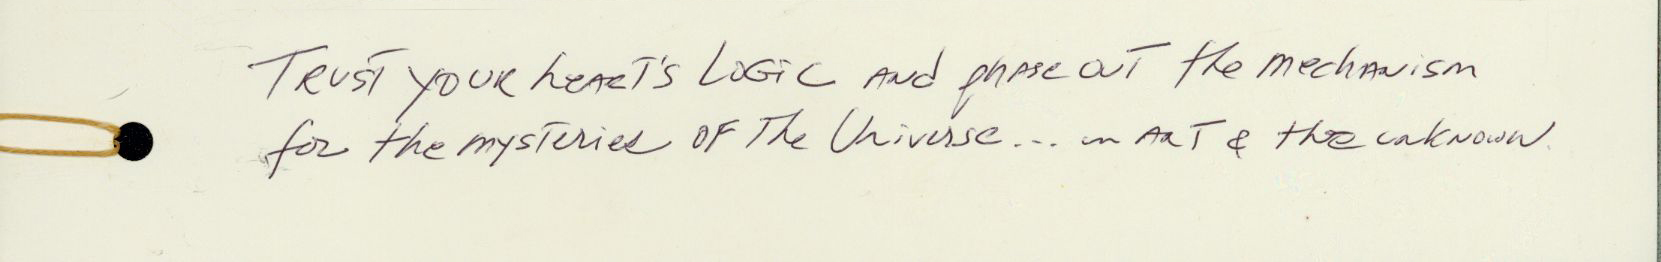 Trust your heart's Logic and phase out the mechanism
for the mysteries of The Universe... in Art & the unknown.